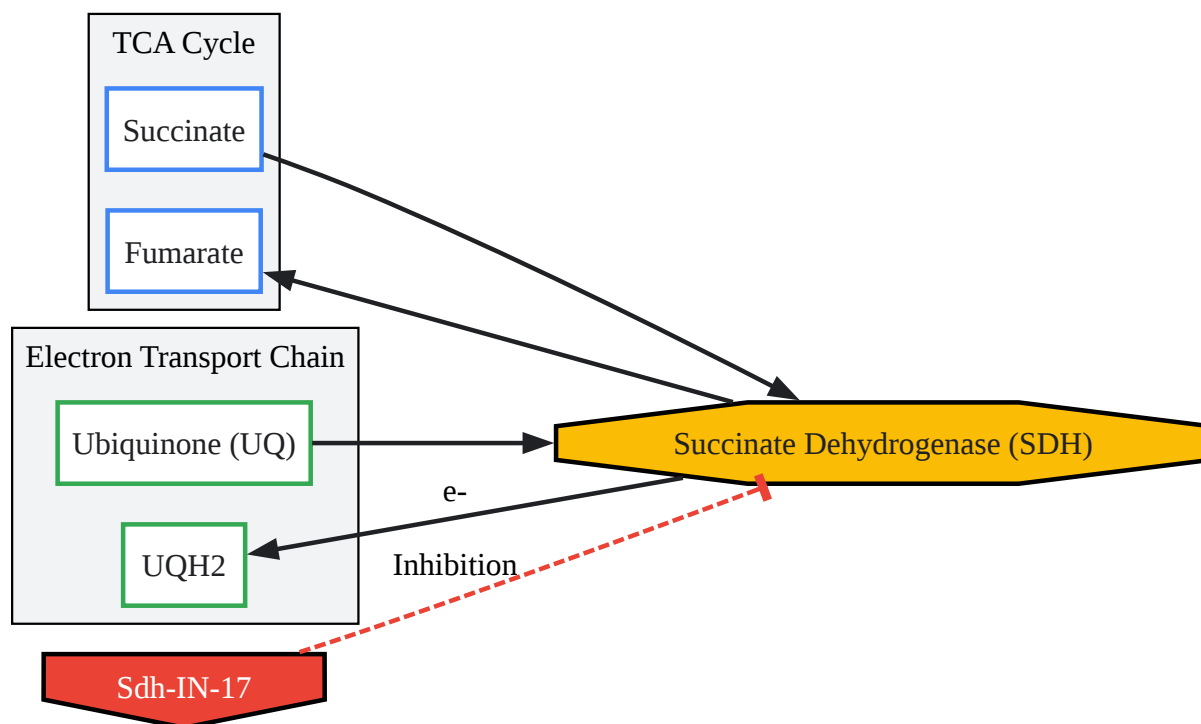 TCA Cycle
Succinate
Fumarate
Electron Transport Chain
Ubiquinone (UQ)
Succinate Dehydrogenase (SDH)
e-
UQH2
Inhibition
Sdh-IN-17